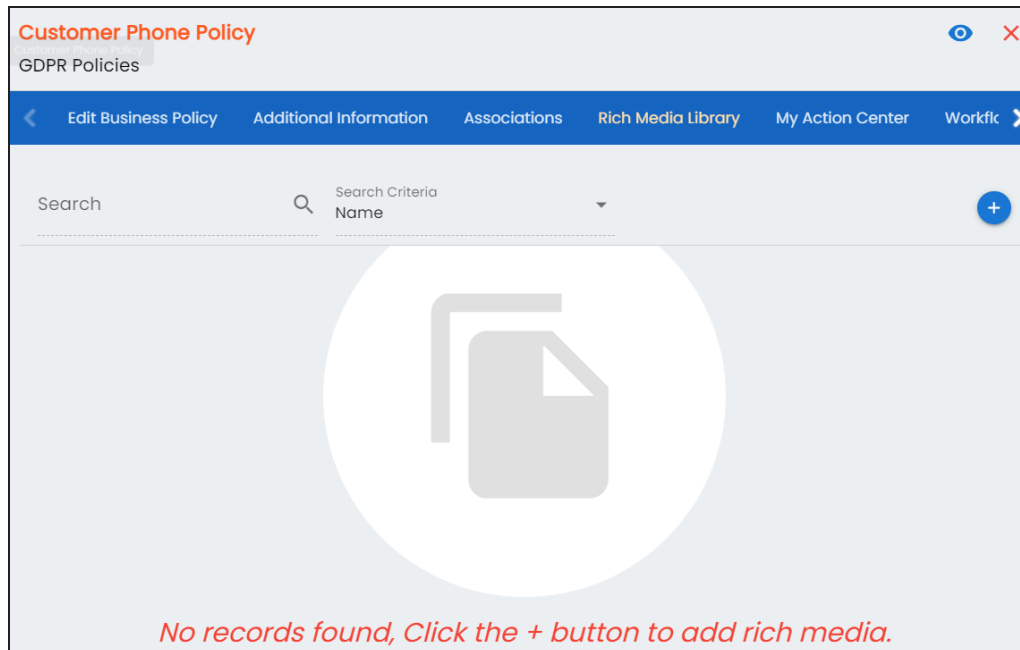 Customer Phone Policy
Customer Phone Policy
GDPR Policies
Edit Business Policy Additional Information Associations Rich Media Library My Action Center Workflc
Search
Search Criteria
Name
No records found, Click the + button to add rich media.